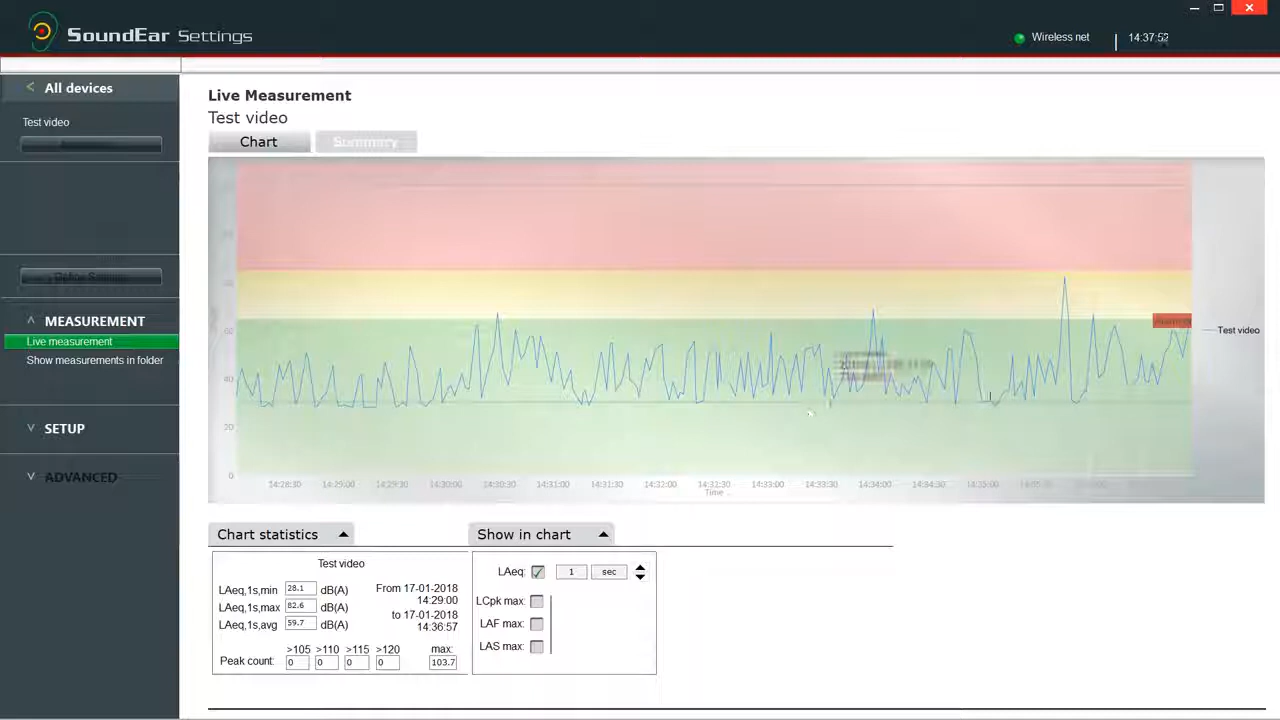 SoundEar Settings
Wireless net
14:37:52
< All devices
Test video
MEASUREMENT
Live measurement
Show measurements in folder
SETUP
ADVANCED
Live Measurement
Test video
Chart
Summary
60
40
20
0
14:28:30 14:29:00 14:29:30 14:30:00 14:30:30 14:31:00 14:31:30 14:32:00 14:32:30 14:33:00 14:33:30 14:34:00 14:34:30 14:35:00
Time
Test video
Chart statistics
Test video
LAeq,1s,min 28.1 dB(A)
LAeq,1s,max 82.6 dB(A)
LAeq,1s,avg 59.7 dB(A)
From 17-01-2018
14:29:00
to 17-01-2018
14:36:57
>105 >110 >115 >120 max:
Peak count: 0 0 0 0 103.7
Show in chart
LAeq: 1 sec
LCpk max:
LAF max:
LAS max: